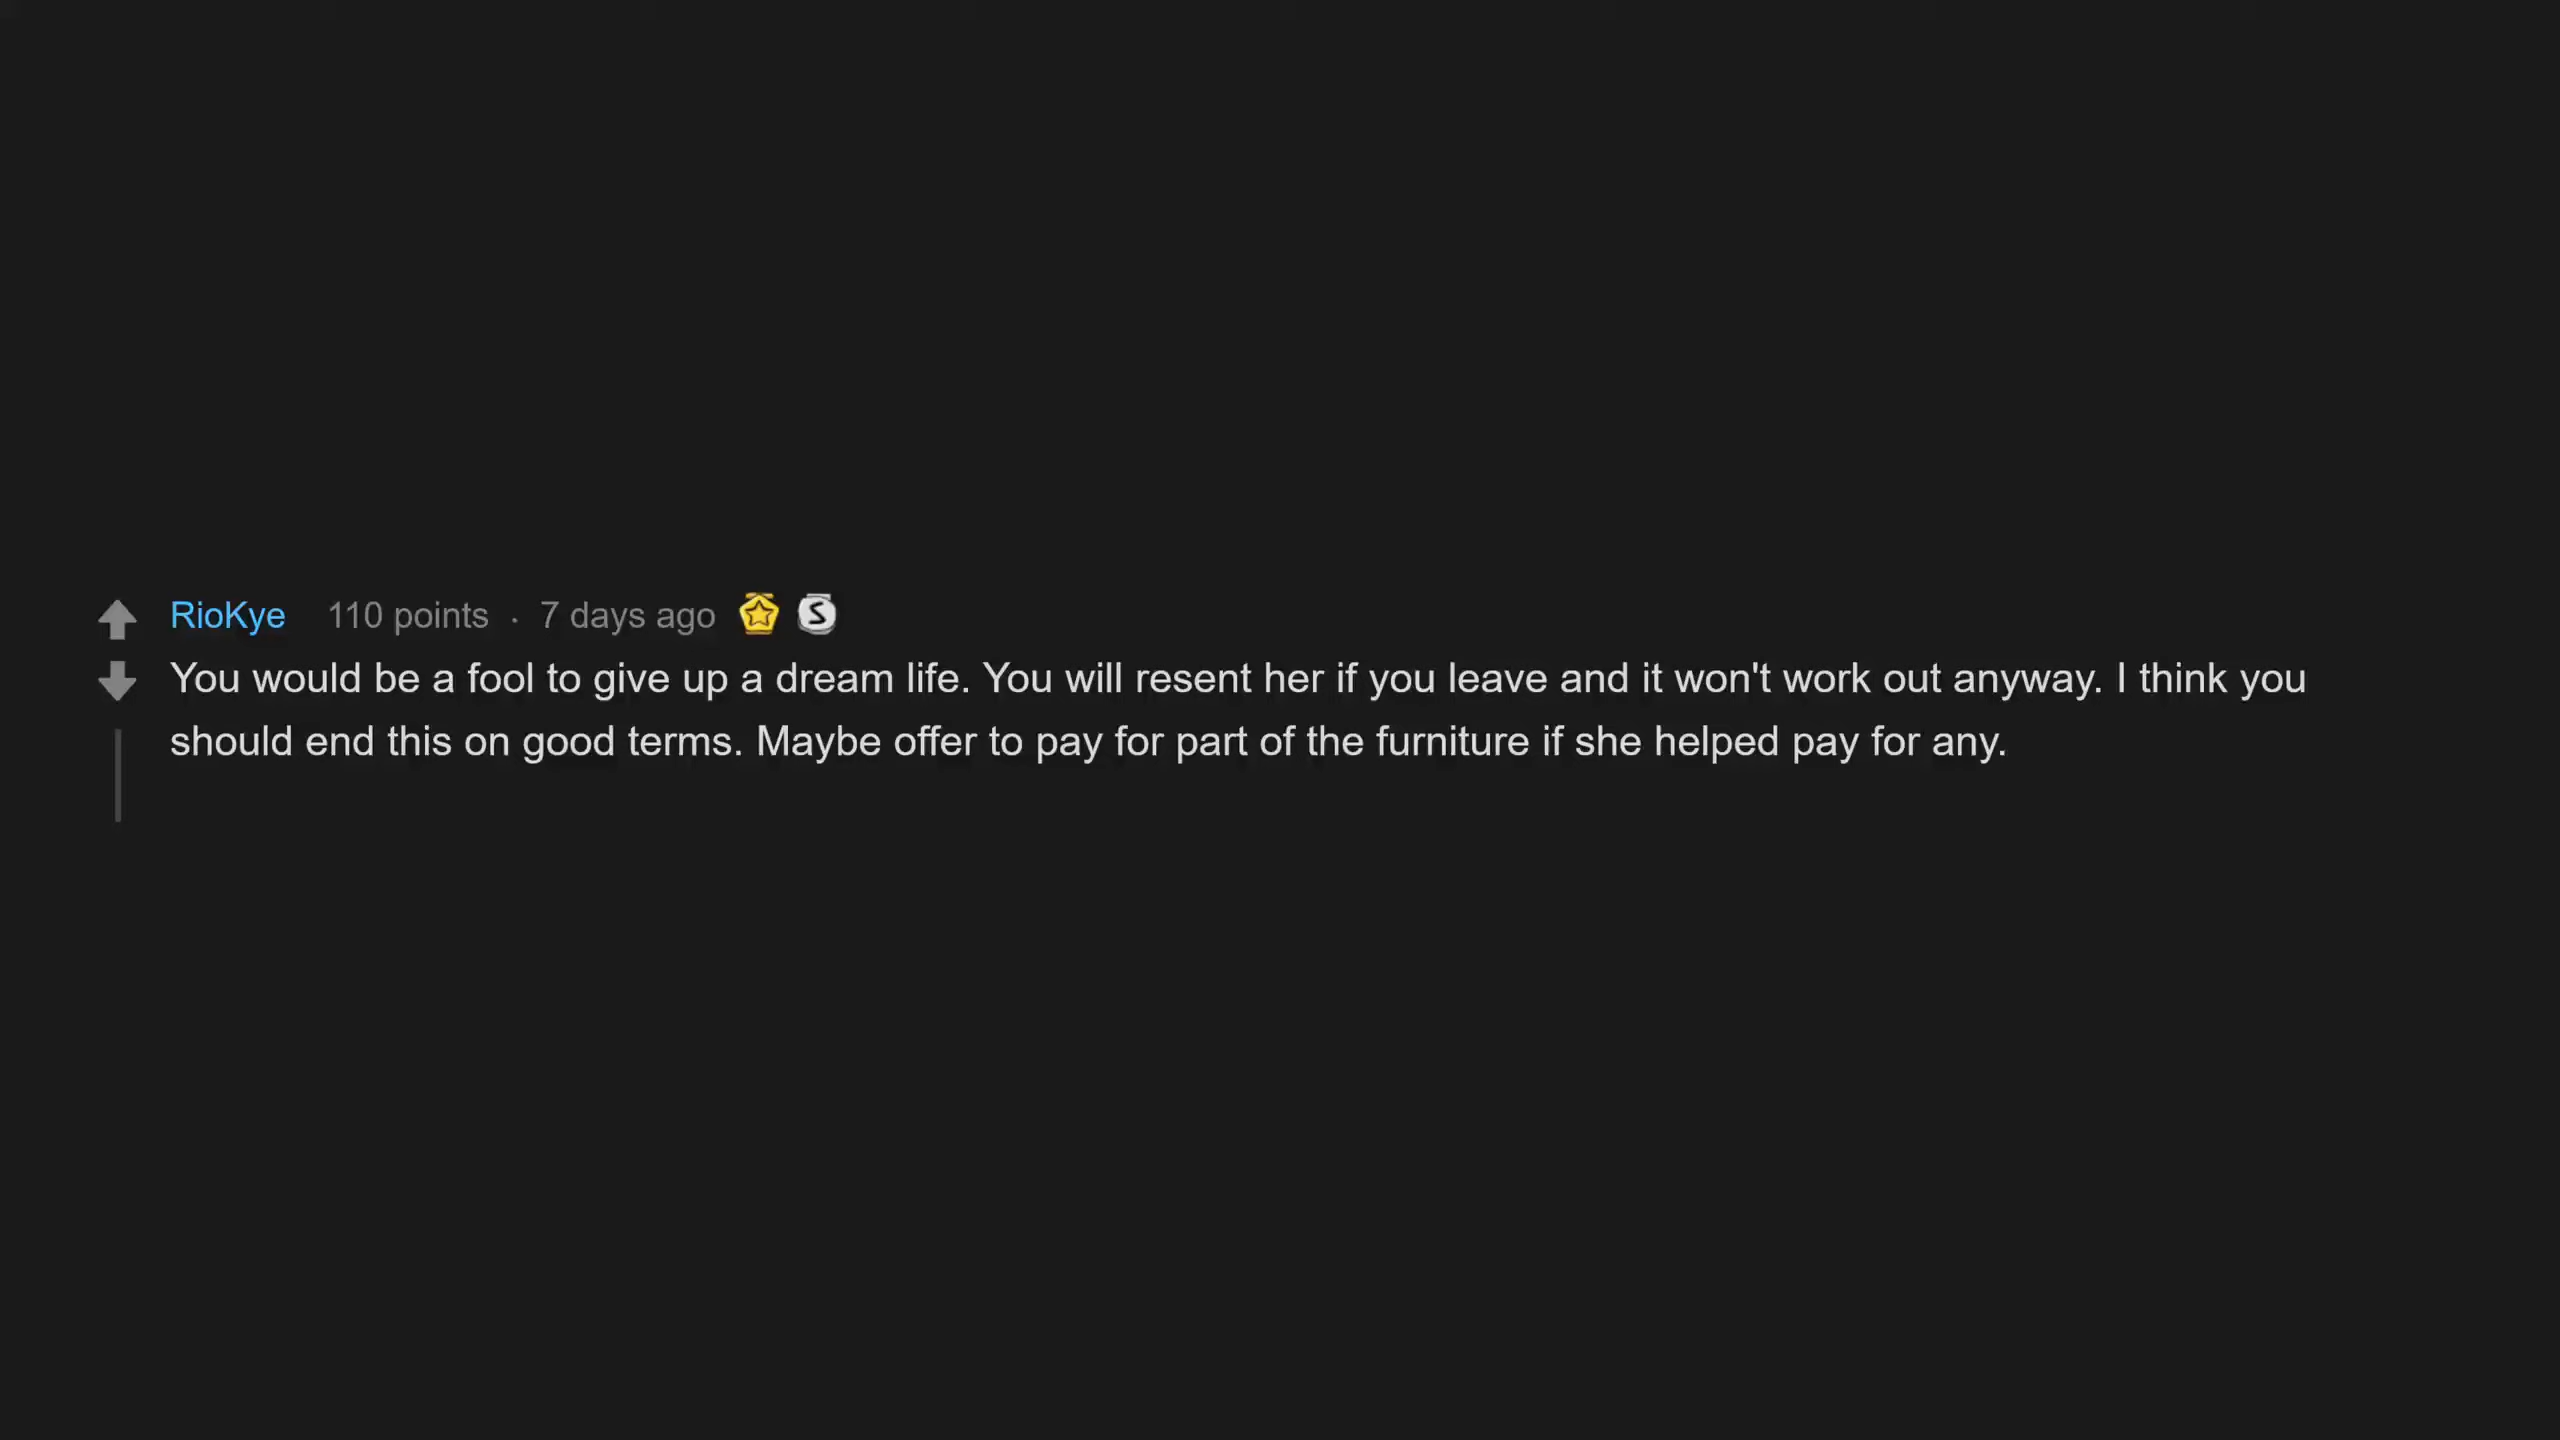 RioKye 110 points · 7 days ago S
You would be a fool to give up a dream life. You will resent her if you leave and it won't work out anyway. I think you
should end this on good terms. Maybe offer to pay for part of the furniture if she helped pay for any.